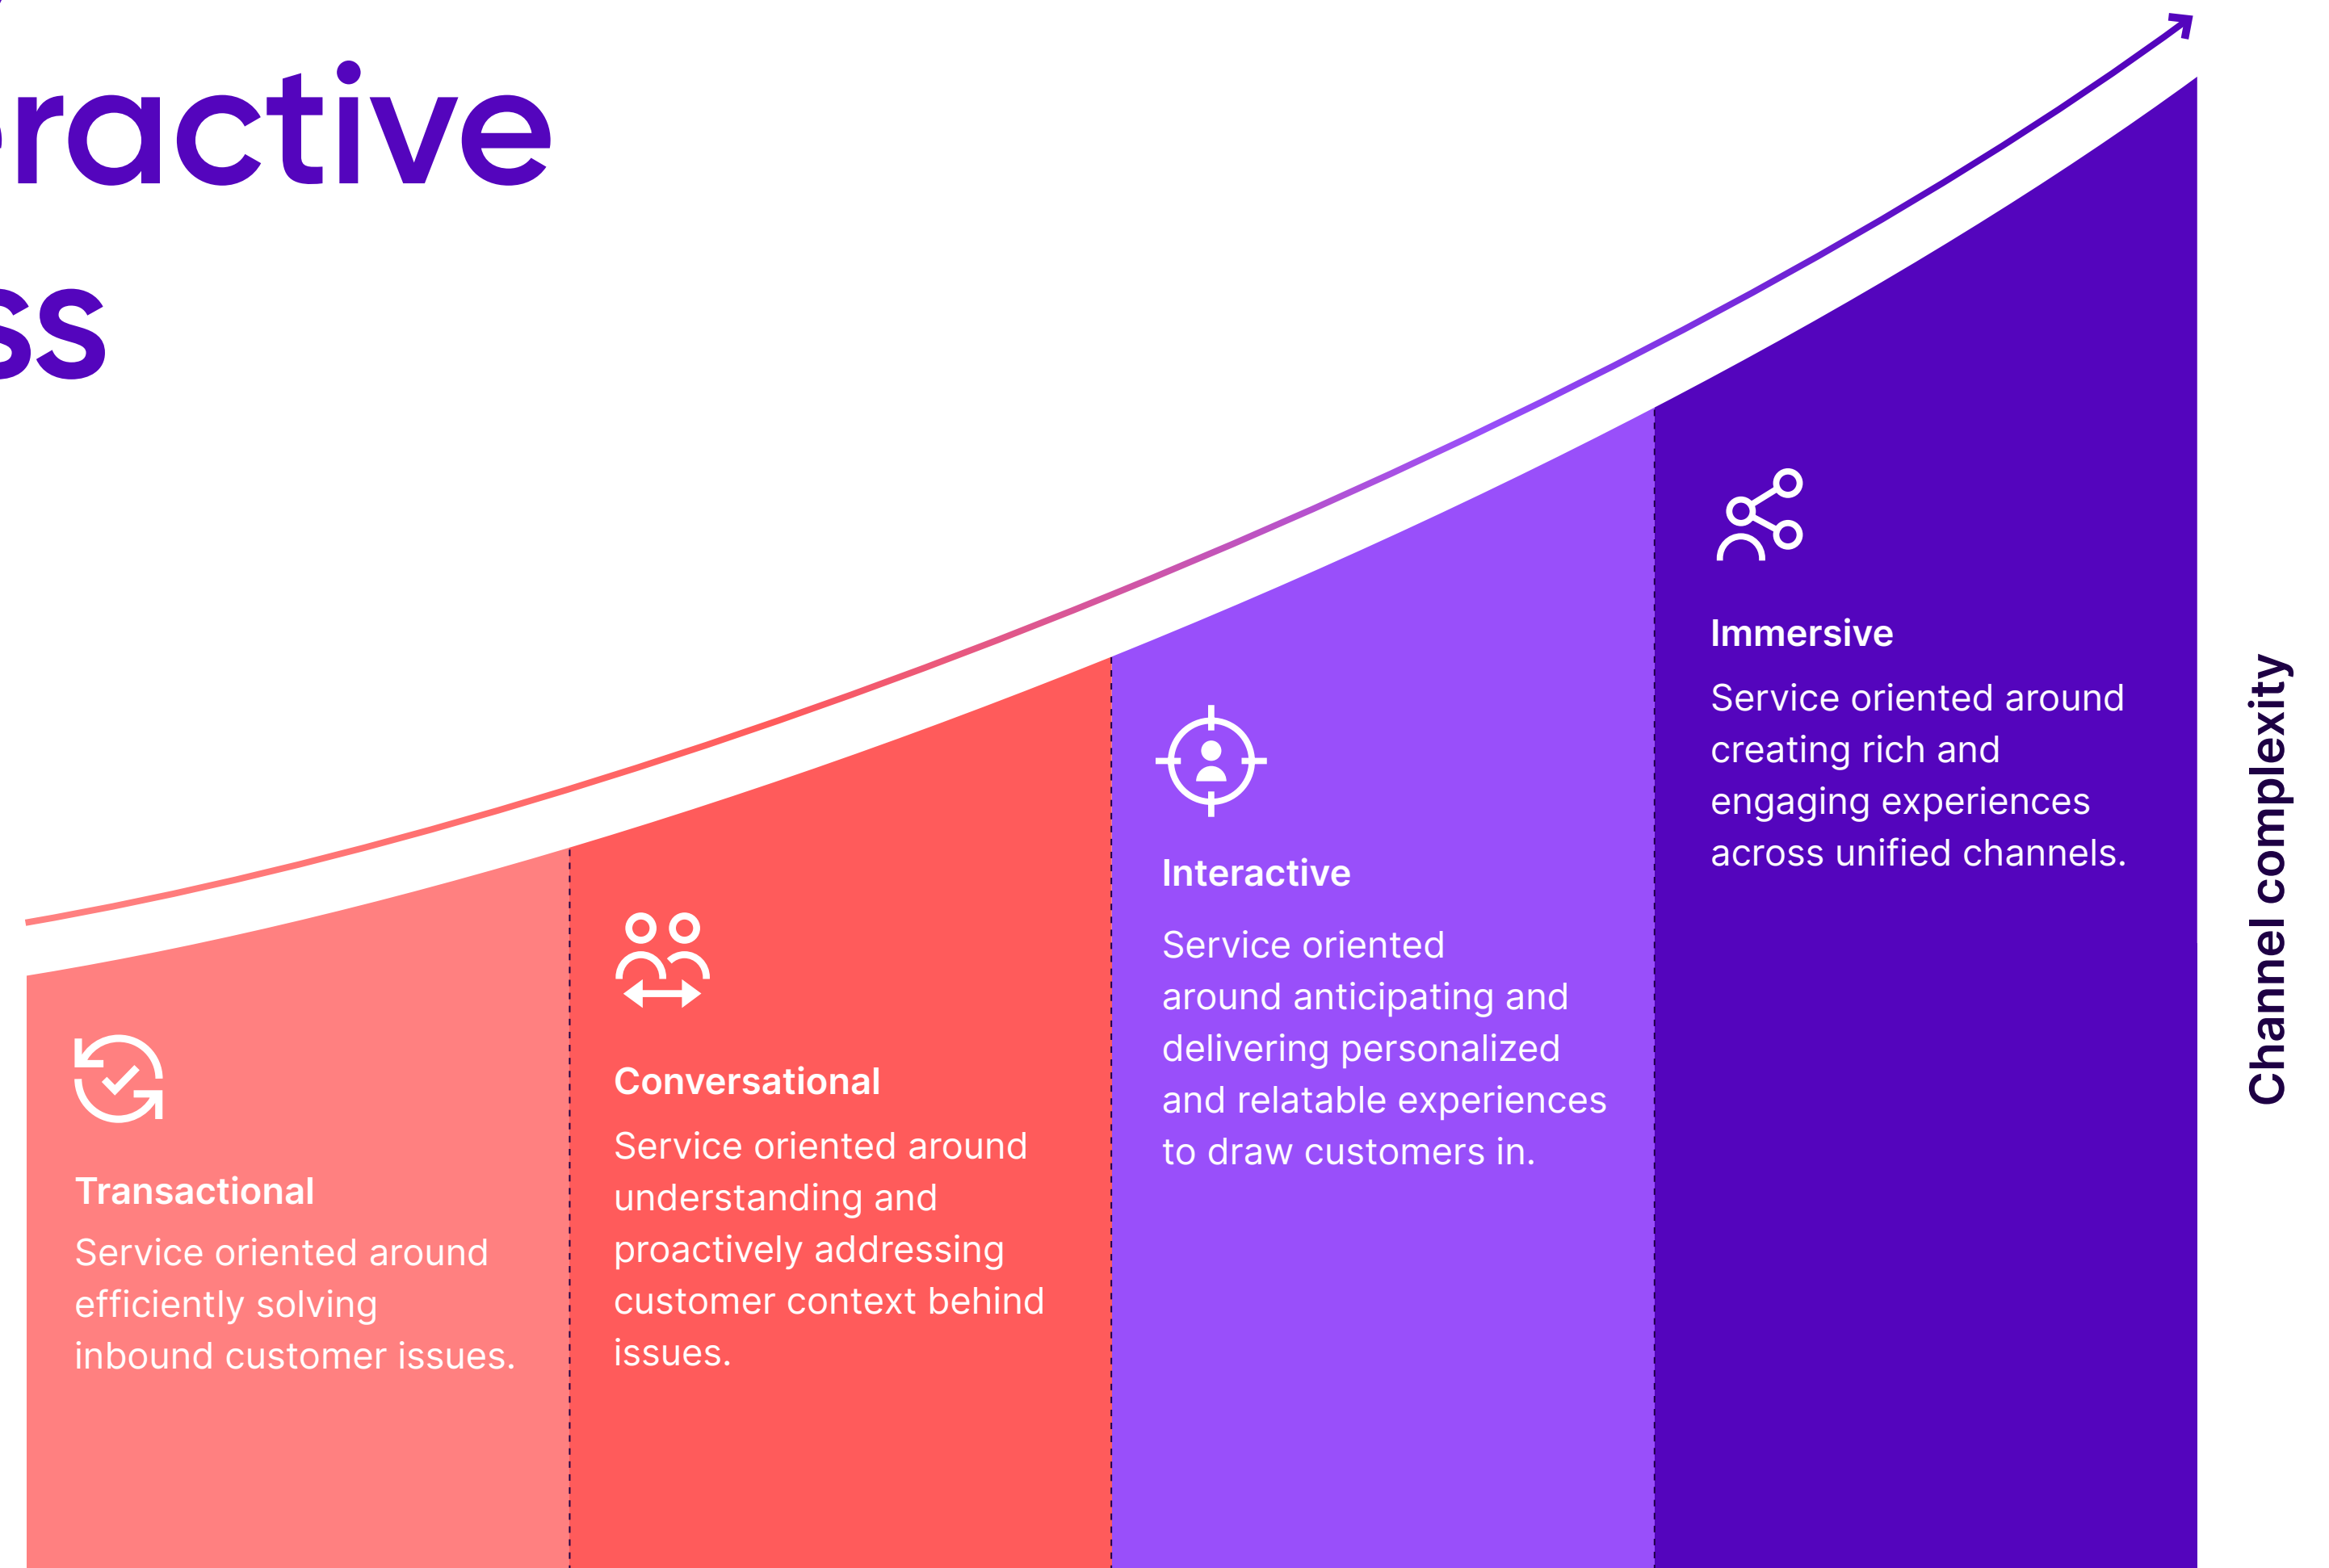 eractive
ss
Transactional
Service oriented around
efficiently solving
inbound customer issues.
Conversational
Service oriented around
understanding and
proactively addressing
customer context behind
issues.
Interactive
Service oriented
around anticipating and
delivering personalized
and relatable experiences
to draw customers in.
Immersive
Service oriented around
creating rich and
engaging experiences
across unified channels.
Channel complexity